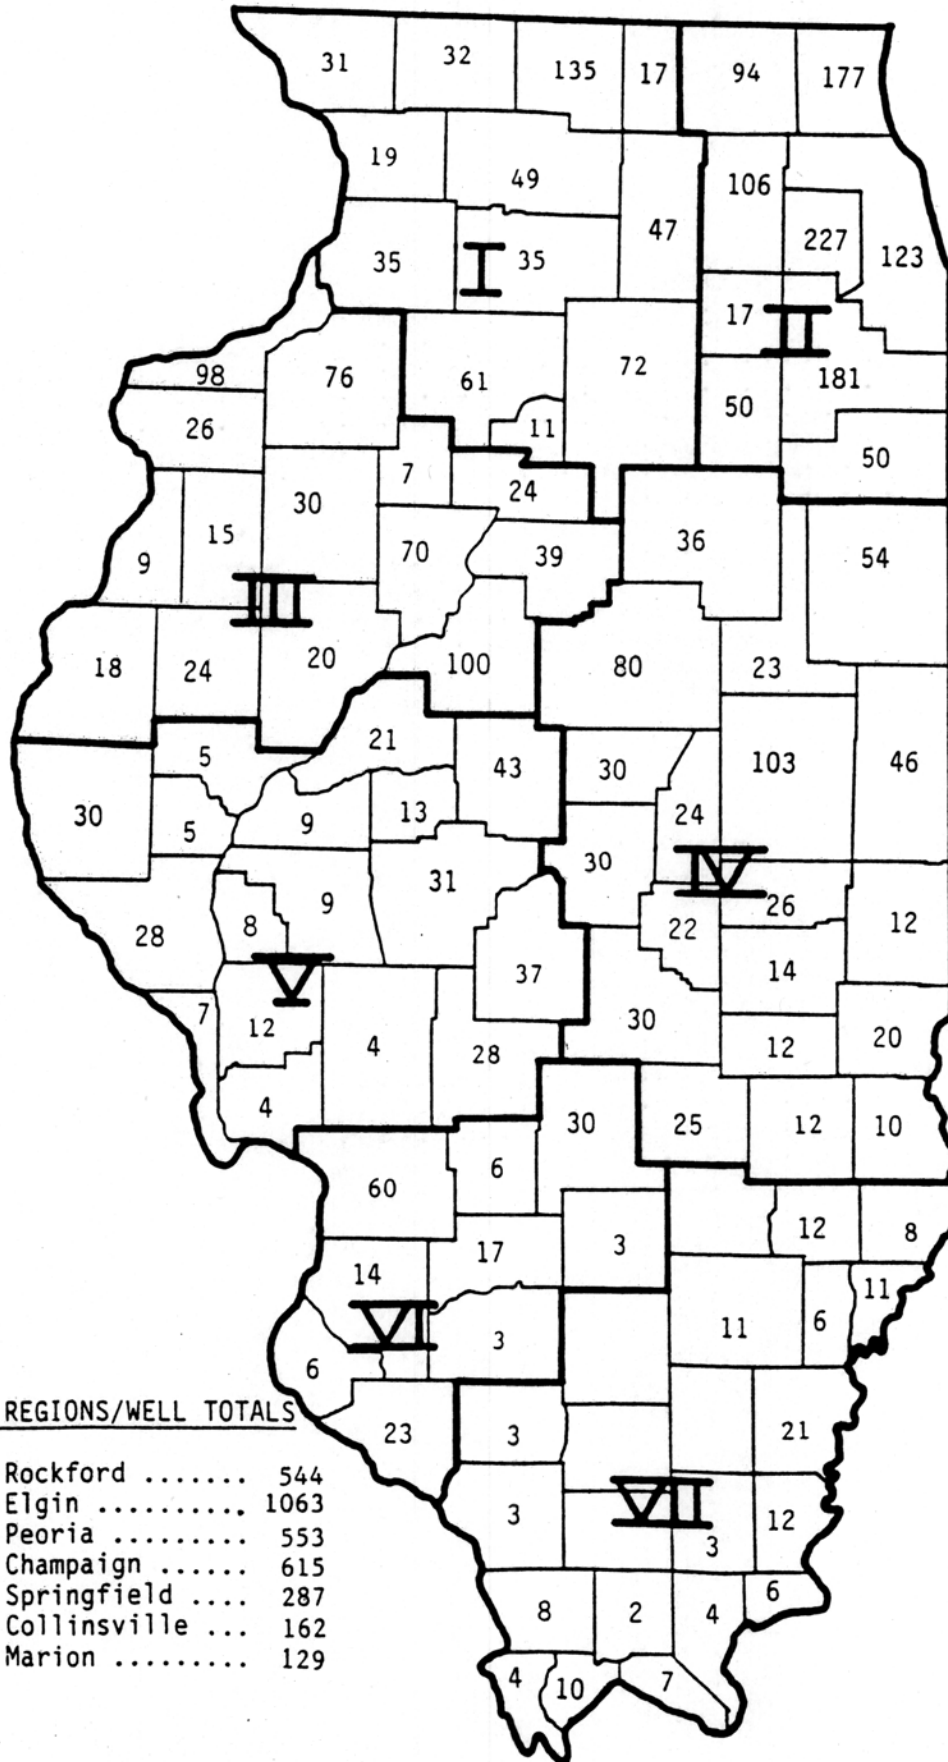 31 32 135 17 94 177
19 49 106
47 227 123
35 I 35
17 II
98 76 61 72 181
26 11 50 50
7 24
30 36 54
15 70 39
9
III
18 24 20 100 80 23
21
5 43 30 103 46
30 5 9 13 24
31 30 IV
28 8 9 22 26 12
V 37 14
7 12 4 28 30 12 20
4 30 25 12 10
60 6
17 3 12 8
14 11
VI 3 11 6
6
REGIONS/WELL TOTALS
23 3 21
Rockford ....... 544
Elgin .......... 1063
Peoria ......... 553
Champaign ...... 615
Springfield .... 287
Collinsville ... 162
Marion ......... 129
3 VII 3 12
8 2 4 6
4 10 7